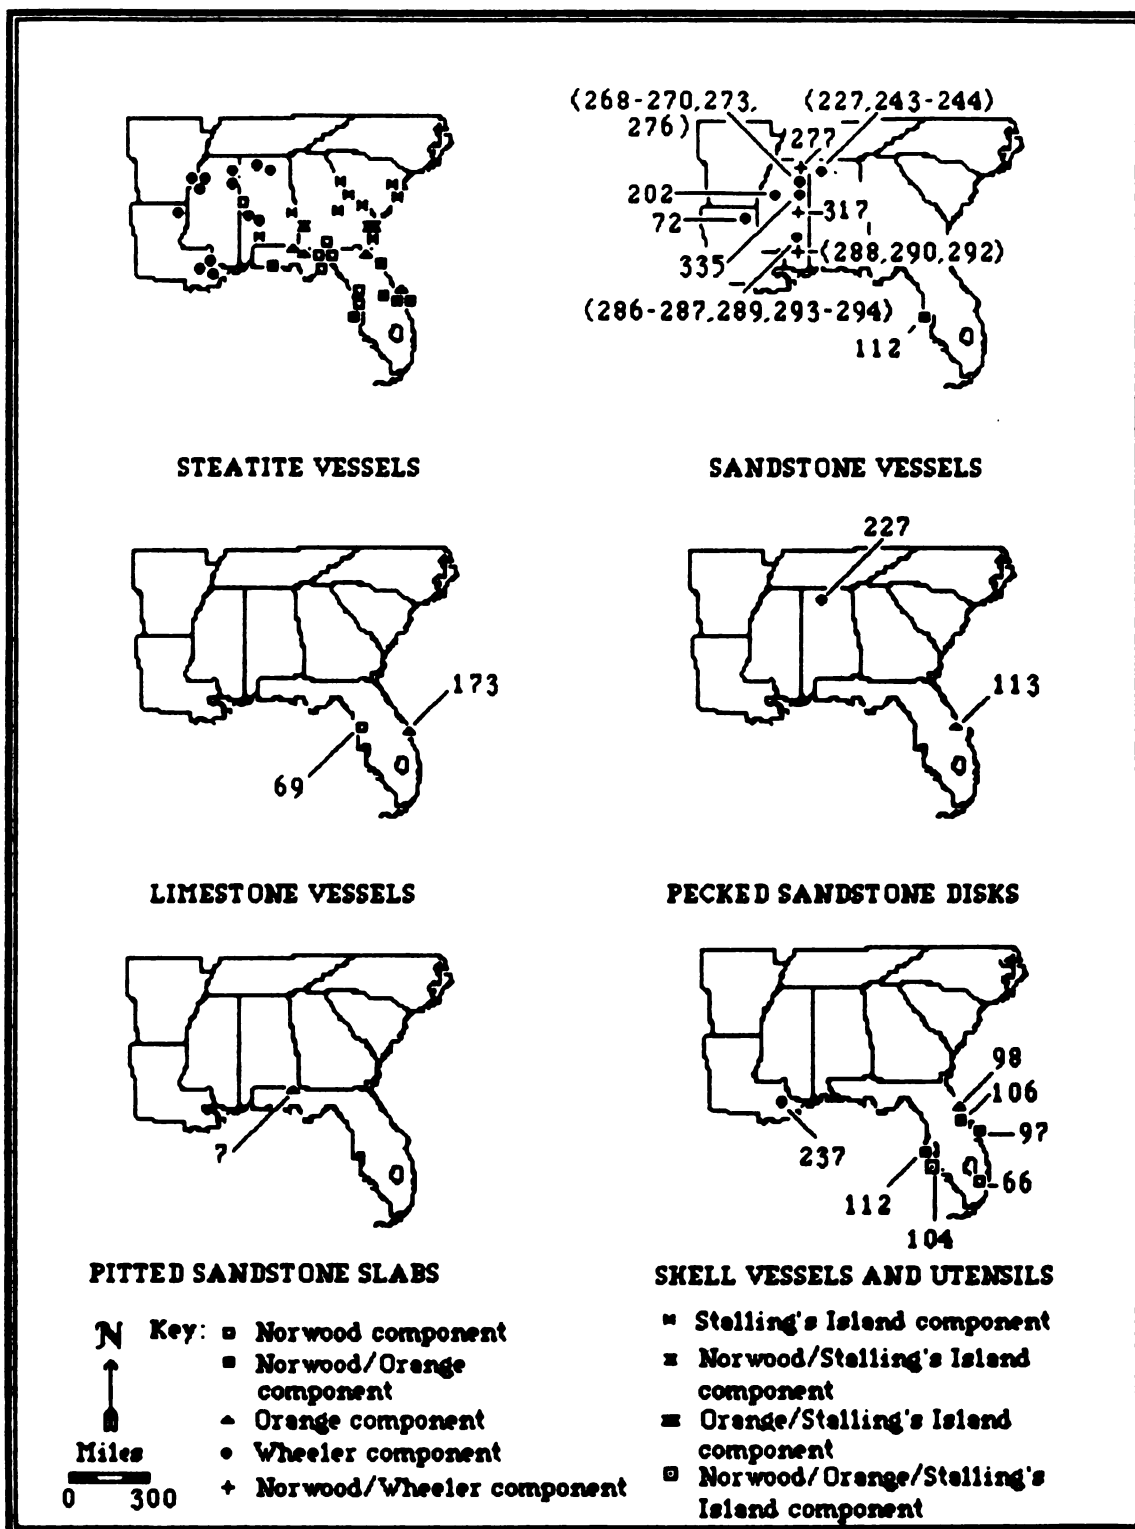 (268-270,273,
276)
(227,243-244)
277
202
72
317
335
(288,290,292)
(286-287,289,293-294)
112
STEATITE VESSELS
SANDSTONE VESSELS
227
173
69
113
LIMESTONE VESSELS
PECKED SANDSTONE DISKS
7
98
106
97
237
66
112
104
PITTED SANDSTONE SLABS
SHELL VESSELS AND UTENSILS
N
Key:
Norwood component
Norwood/Orange
component
Orange component
Wheeler component
Norwood/Wheeler component
Miles
0 300
Stalling's Island component
Norwood/Stalling's Island
component
Orange/Stalling's Island
component
Norwood/Orange/Stalling's
Island component